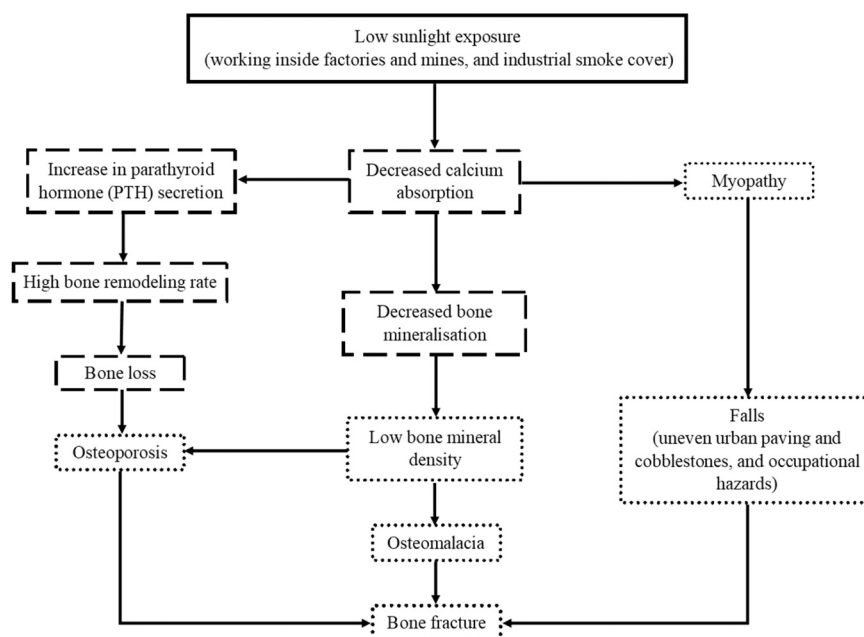 Low sunlight exposure
(working inside factories and mines, and industrial smoke cover)
Increase in parathyroid
hormone (PTH) secretion
Decreased calcium
absorption
Myopathy
High bone remodeling rate
Decreased bone
mineralisation
Bone loss
Falls
(uneven urban paving and
cobblestones, and occupational
hazards)
Osteoporosis
Low bone mineral
density
Osteomalacia
Bone fracture